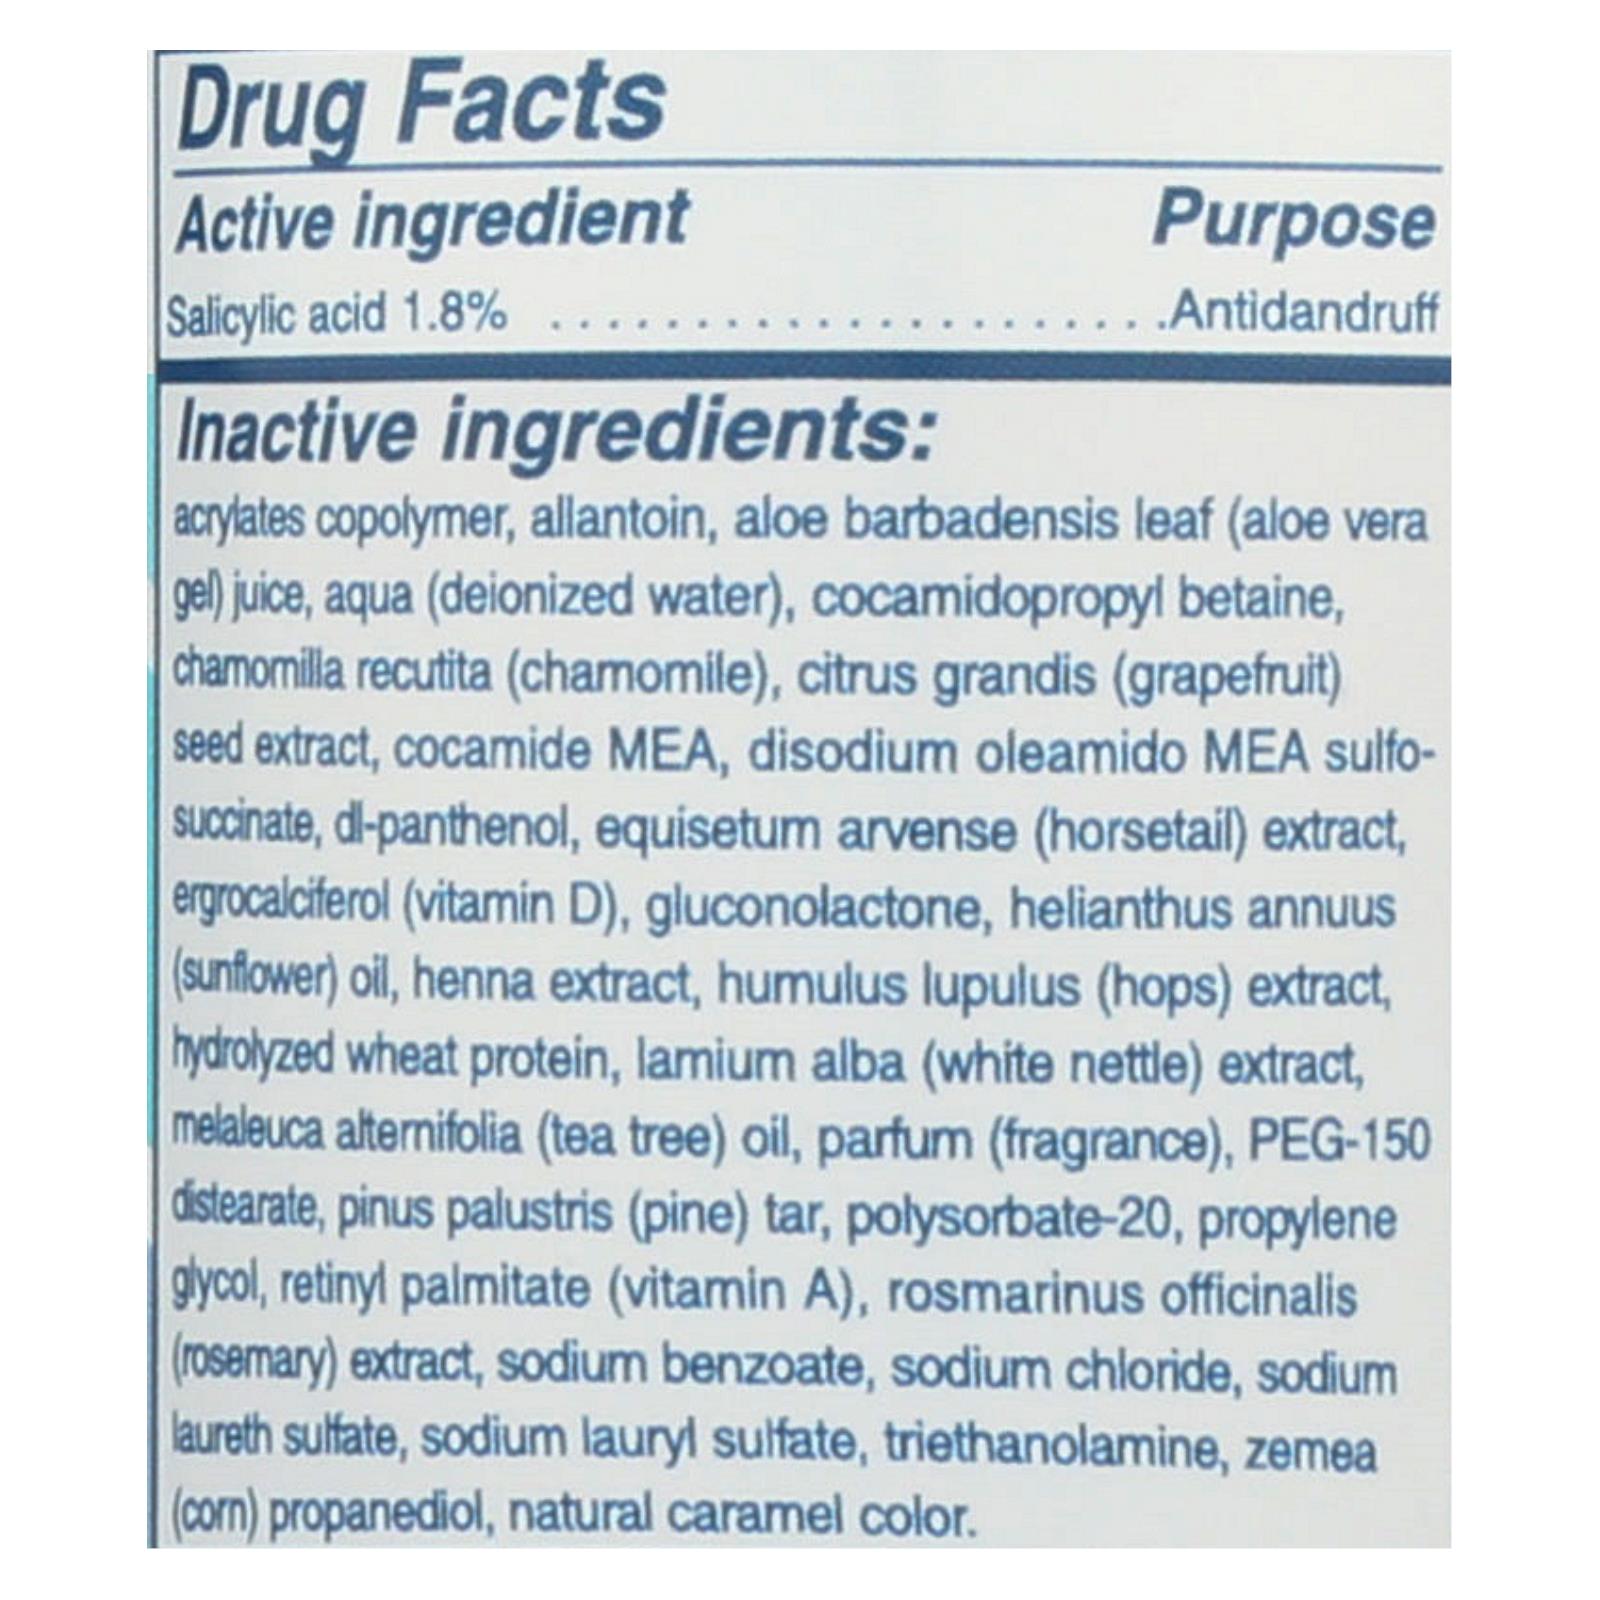 Drug Facts
Active ingredient Purpose
Salicylic acid 1.8% ........................Antidandruff
Inactive ingredients:
acrylates copolymer, allantoin, aloe barbadensis leaf (aloe vera
gel) juice, aqua (deionized water), cocamidopropyl betaine,
chamomilla recutita (chamomile), citrus grandis (grapefruit)
seed extract, cocamide MEA, disodium oleamido MEA sulfo-
succinate, dl-panthenol, equisetum arvense (horsetail) extract,
ergrocalciferol (vitamin D), gluconolactone, helianthus annuus
(sunflower) oil, henna extract, humulus lupulus (hops) extract,
hydrolyzed wheat protein, lamium alba (white nettle) extract,
melaleuca alternifolia (tea tree) oil, parfum (fragrance), PEG-150
distearate, pinus palustris (pine) tar, polysorbate-20, propylene
glycol, retinyl palmitate (vitamin A), rosmarinus officinalis
(rosemary) extract, sodium benzoate, sodium chloride, sodium
laureth sulfate, sodium lauryl sulfate, triethanolamine, zemea
(corn) propanediol, natural caramel color.